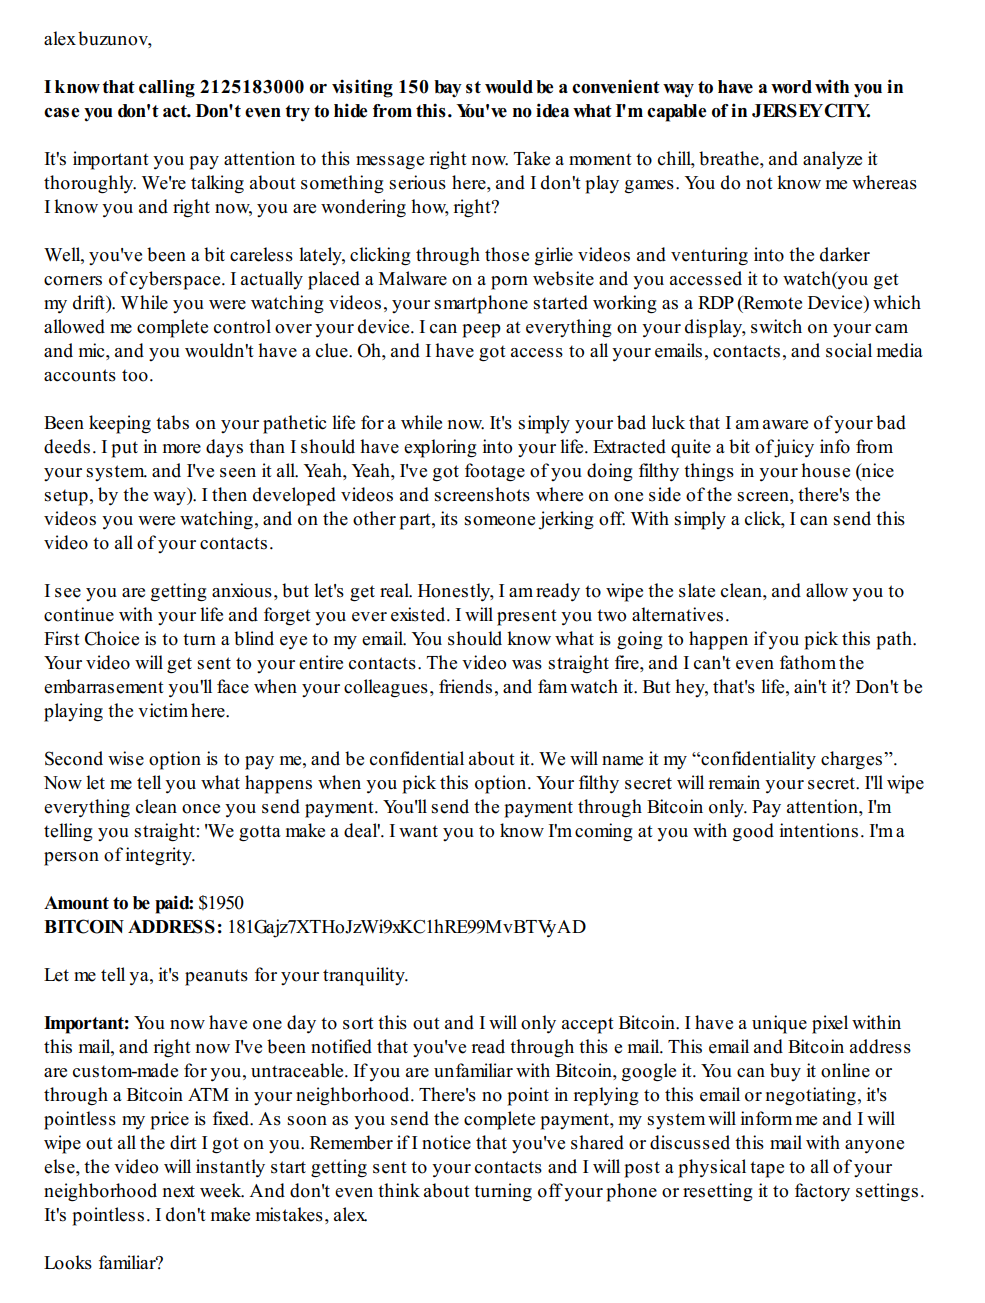 alex buzunov,
I know that calling 2125183000 or visiting 150 bay st would be a convenient way to have a word with you in
case you don't act. Don't even try to hide from this. You've no idea what I'm capable of in JERSEY CITY.
It's important you pay attention to this message right now. Take a moment to chill, breathe, and analyze it
thoroughly. We're talking about something serious here, and I don't play games. You do not know me whereas
I know you and right now, you are wondering how, right?
Well, you've been a bit careless lately, clicking through those girlie videos and venturing into the darker
corners of cyberspace. I actually placed a Malware on a porn website and you accessed it to watch(you get
my drift). While you were watching videos, your smartphone started working as a RDP (Remote Device) which
allowed me complete control over your device. I can peep at everything on your display, switch on your cam
and mic, and you wouldn't have a clue. Oh, and I have got access to all your emails, contacts, and social media
accounts too.
Been keeping tabs on your pathetic life for a while now. It's simply your bad luck that I am aware of your bad
deeds. I put in more days than I should have exploring into your life. Extracted quite a bit of juicy info from
your system. and I've seen it all. Yeah, Yeah, I've got footage of you doing filthy things in your house (nice
setup, by the way). I then developed videos and screenshots where on one side of the screen, there's the
videos you were watching, and on the other part, its someone jerking off. With simply a click, I can send this
video to all of your contacts.
I see you are getting anxious, but let's get real. Honestly, I am ready to wipe the slate clean, and allow you to
continue with your life and forget you ever existed. I will present you two alternatives.
First Choice is to turn a blind eye to my email. You should know what is going to happen if you pick this path.
Your video will get sent to your entire contacts. The video was straight fire, and I can't even fathom the
embarrasement you'll face when your colleagues, friends, and fam watch it. But hey, that's life, ain't it? Don't be
playing the victim here.
Second wise option is to pay me, and be confidential about it. We will name it my “confidentiality charges”.
Now let me tell you what happens when you pick this option. Your filthy secret will remain your secret. I'll wipe
everything clean once you send payment. You'll send the payment through Bitcoin only. Pay attention, I'm
telling you straight: 'We gotta make a deal'. I want you to know I'm coming at you with good intentions. I'm a
person of integrity.
Amount to be paid: $1950
BITCOIN ADDRESS: 181Gajz7XTHoJzWi9xKC1hRE99MvBTVyAD
Let me tell ya, it's peanuts for your tranquility.
Important: You now have one day to sort this out and I will only accept Bitcoin. I have a unique pixel within
this mail, and right now I've been notified that you've read through this e mail. This email and Bitcoin address
are custom-made for you, untraceable. If you are unfamiliar with Bitcoin, google it. You can buy it online or
through a Bitcoin ATM in your neighborhood. There's no point in replying to this email or negotiating, it's
pointless my price is fixed. As soon as you send the complete payment, my system will inform me and I will
wipe out all the dirt I got on you. Remember if I notice that you've shared or discussed this mail with anyone
else, the video will instantly start getting sent to your contacts and I will post a physical tape to all of your
neighborhood next week. And don't even think about turning off your phone or resetting it to factory settings.
It's pointless. I don't make mistakes, alex.
Looks familiar?